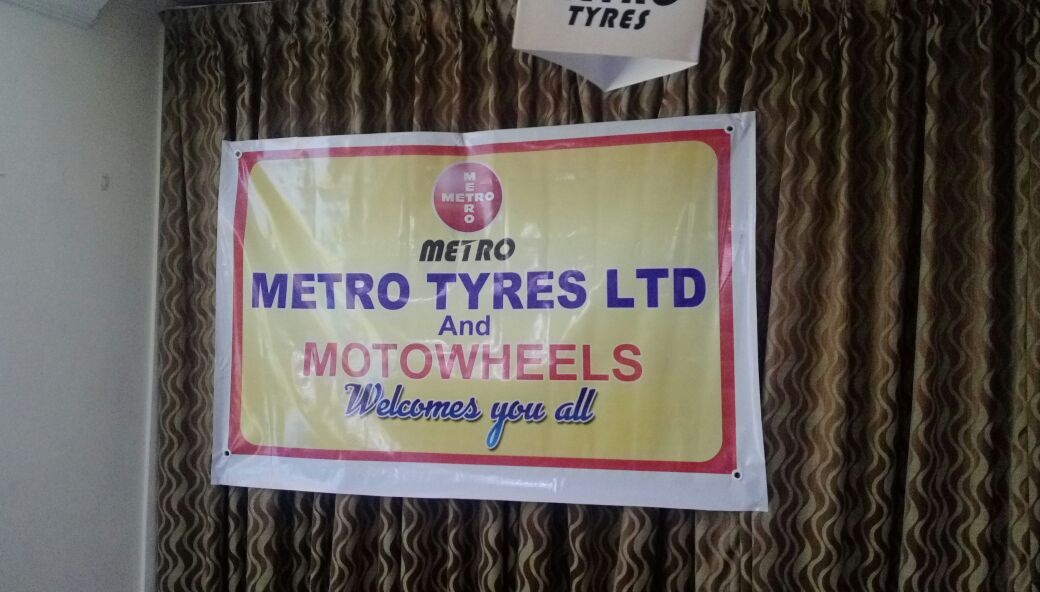 TYRES
METRO
METRO
METRO
METRO TYRES LTD
And
MOTOWHEELS
Welcomes you all